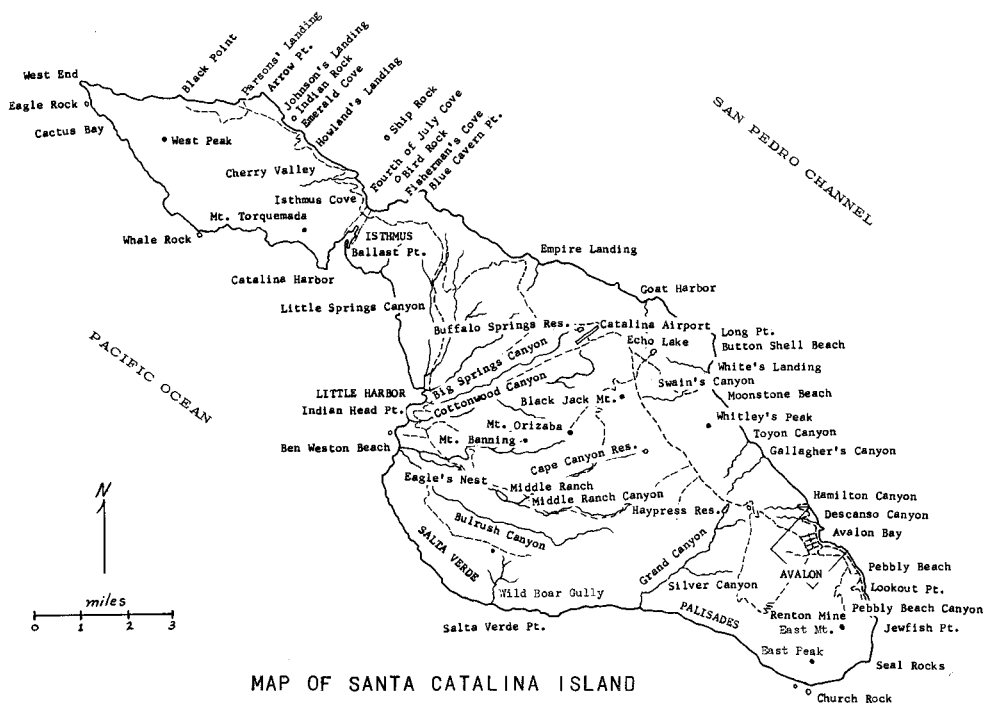 Black Point
Parsons' Landing
Arrow Pt.
Johnson's Landing
Indian Rock
Emerald Cove
Howland's Landing
Ship Rock
Fourth of July Cove
Bird Rock
Fisherman's Cove
Blue Cavern Pt.
West End
Eagle Rock
Cactus Bay
West Peak
SAN PEDRO CHANNEL
Cherry Valley
Isthmus Cove
Mt. Torquemada
Whale Rock
ISTHMUS
Ballast Pt.
Catalina Harbor
Empire Landing
Little Springs Canyon
Goat Harbor
PACIFIC OCEAN
Buffalo Springs Res.
Catalina Airport
Echo Lake
Long Pt.
Button Shell Beach
White's Landing
Big Springs Canyon
Cottonwood Canyon
Swain's Canyon
Moonstone Beach
LITTLE HARBOR
Indian Head Pt.
Black Jack Mt.
Whitley's Peak
Mt. Orizaba
Mt. Banning
Toyon Canyon
Ben Weston Beach
Gallagher's Canyon
Cape Canyon Res.
Eagle's Nest
Middle Ranch
Middle Ranch Canyon
Haypress Res.
Hamilton Canyon
Descanso Canyon
Avalon Bay
Bulrush Canyon
SALTA VERDE
Grand Canyon
Pebbly Beach
AVALON
Lookout Pt.
Silver Canyon
Wild Boar Gully
PALISADES
Renton Mine
Pebbly Beach Canyon
East Mt.
Jewfish Pt.
Salta Verde Pt.
East Peak
Seal Rocks
Church Rock
N
miles
0 1 2 3
MAP OF SANTA CATALINA ISLAND